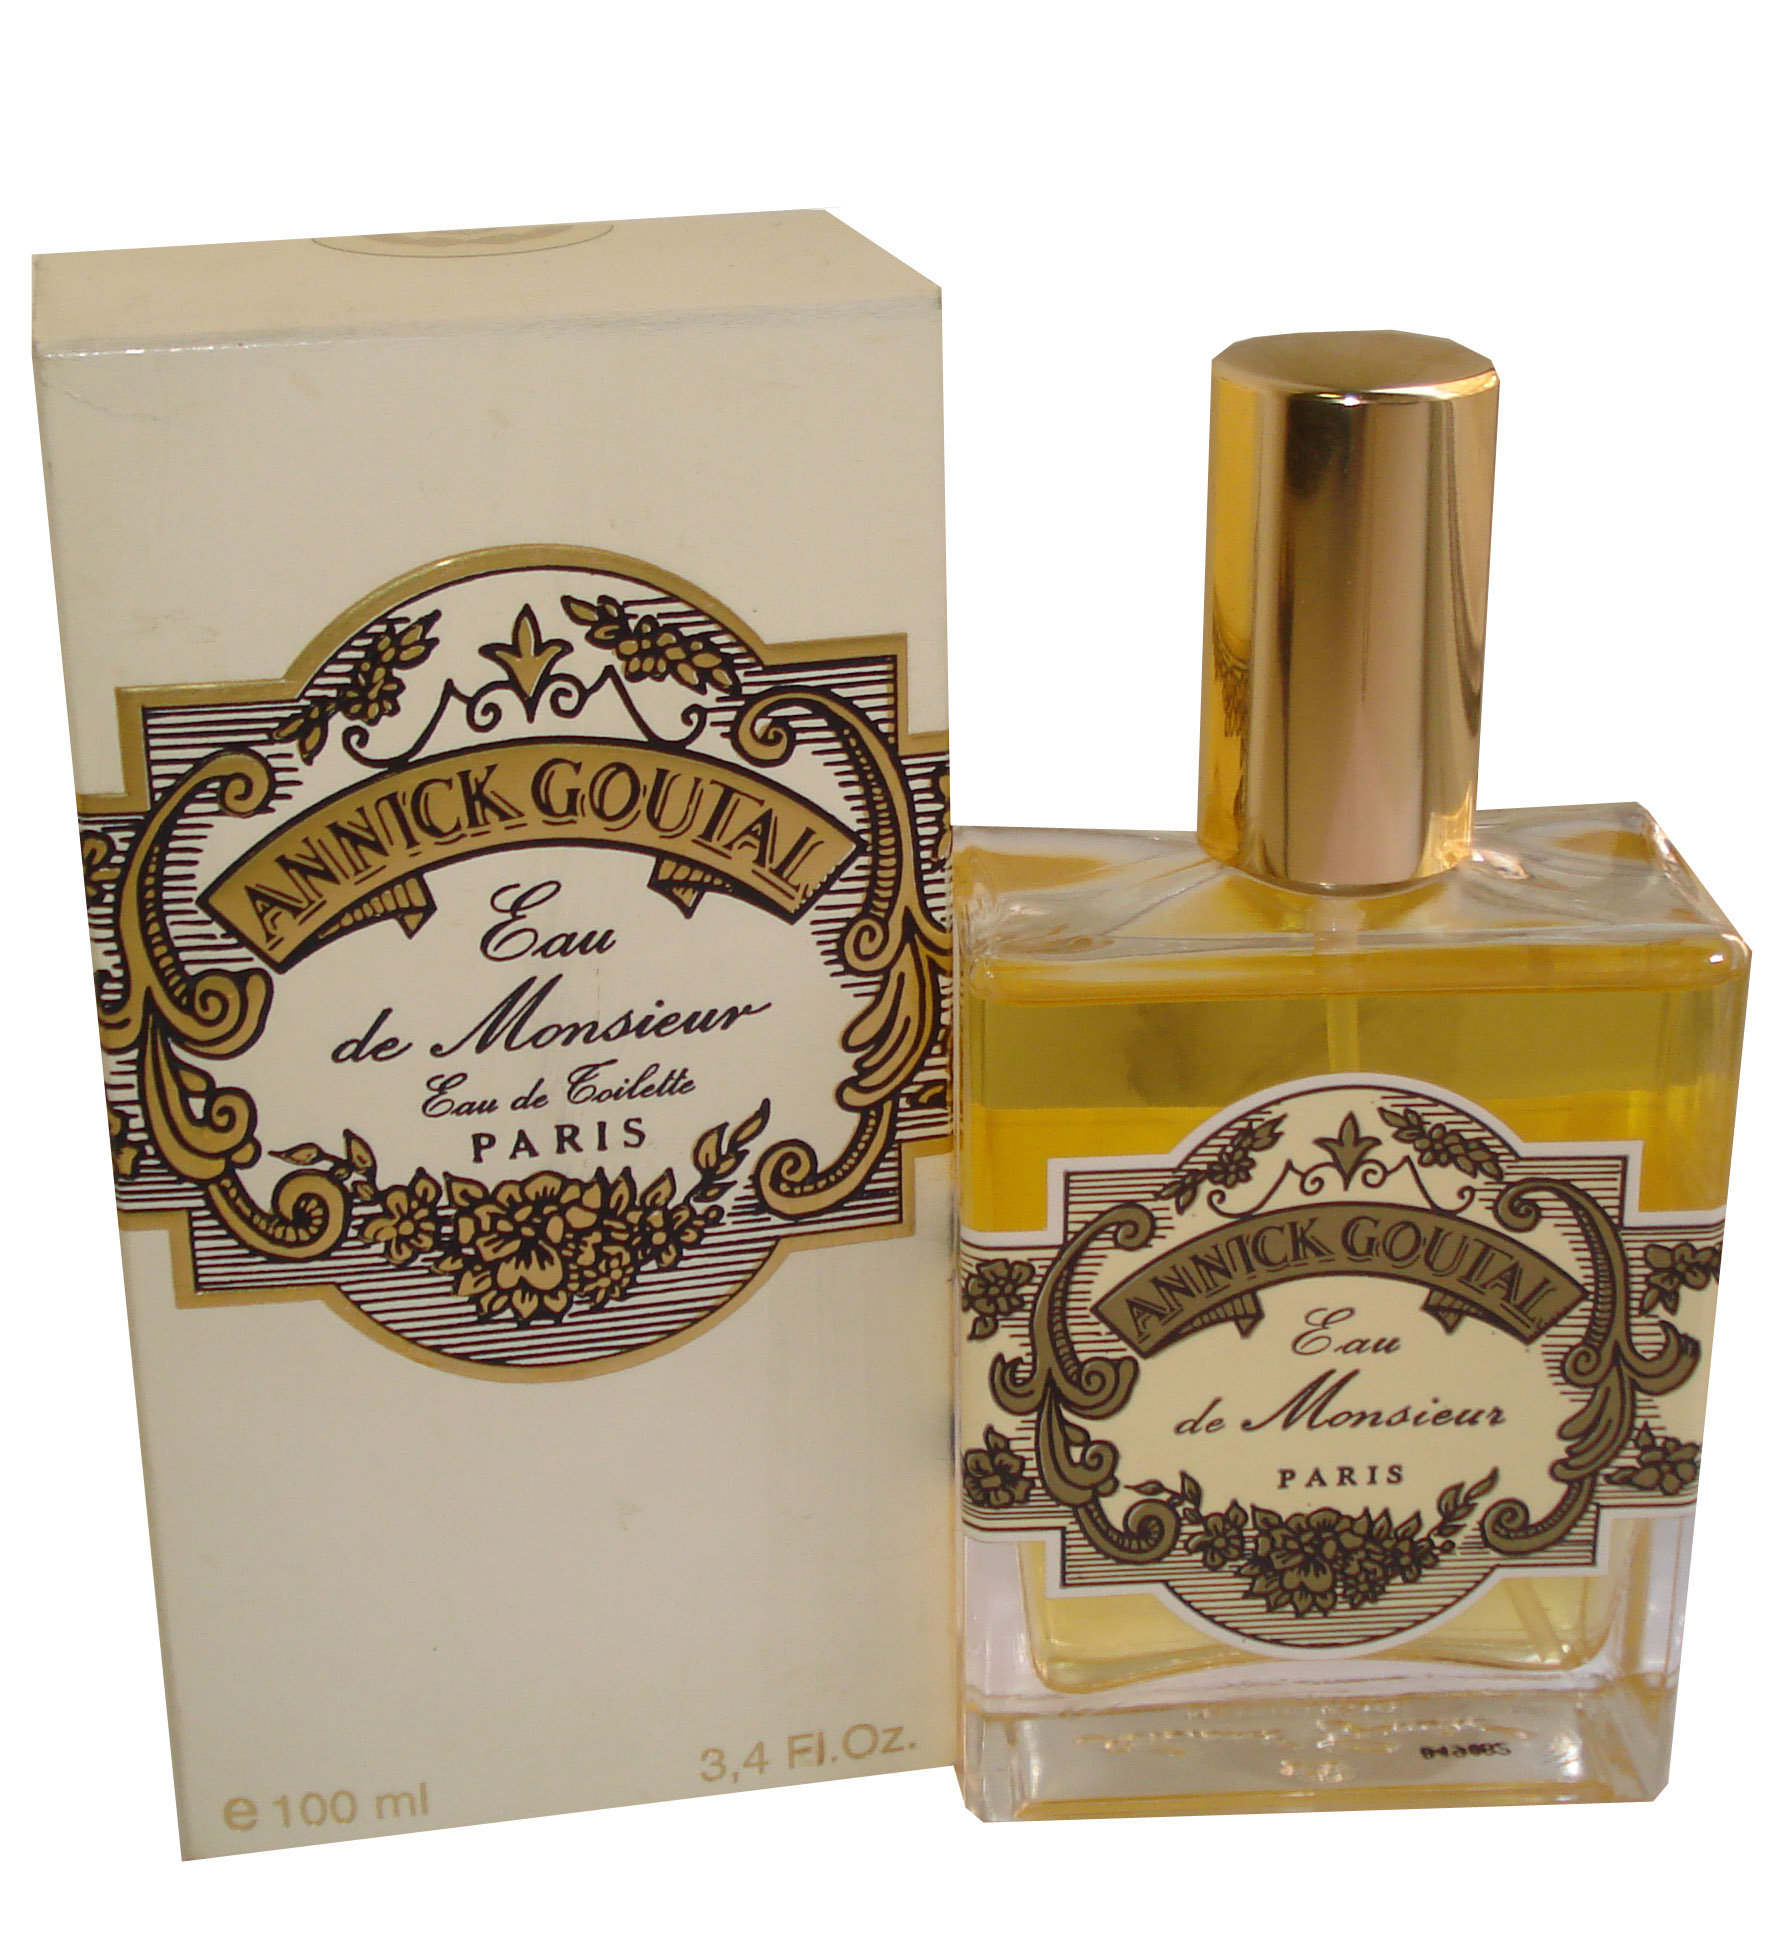 ANNICK GOUTAL
Eau
de Monsieur
Eau de Toilette
PARIS
e 100 ml
3,4 Fl.Oz.
ANNICK GOUTAL
Eau
de Monsieur
PARIS